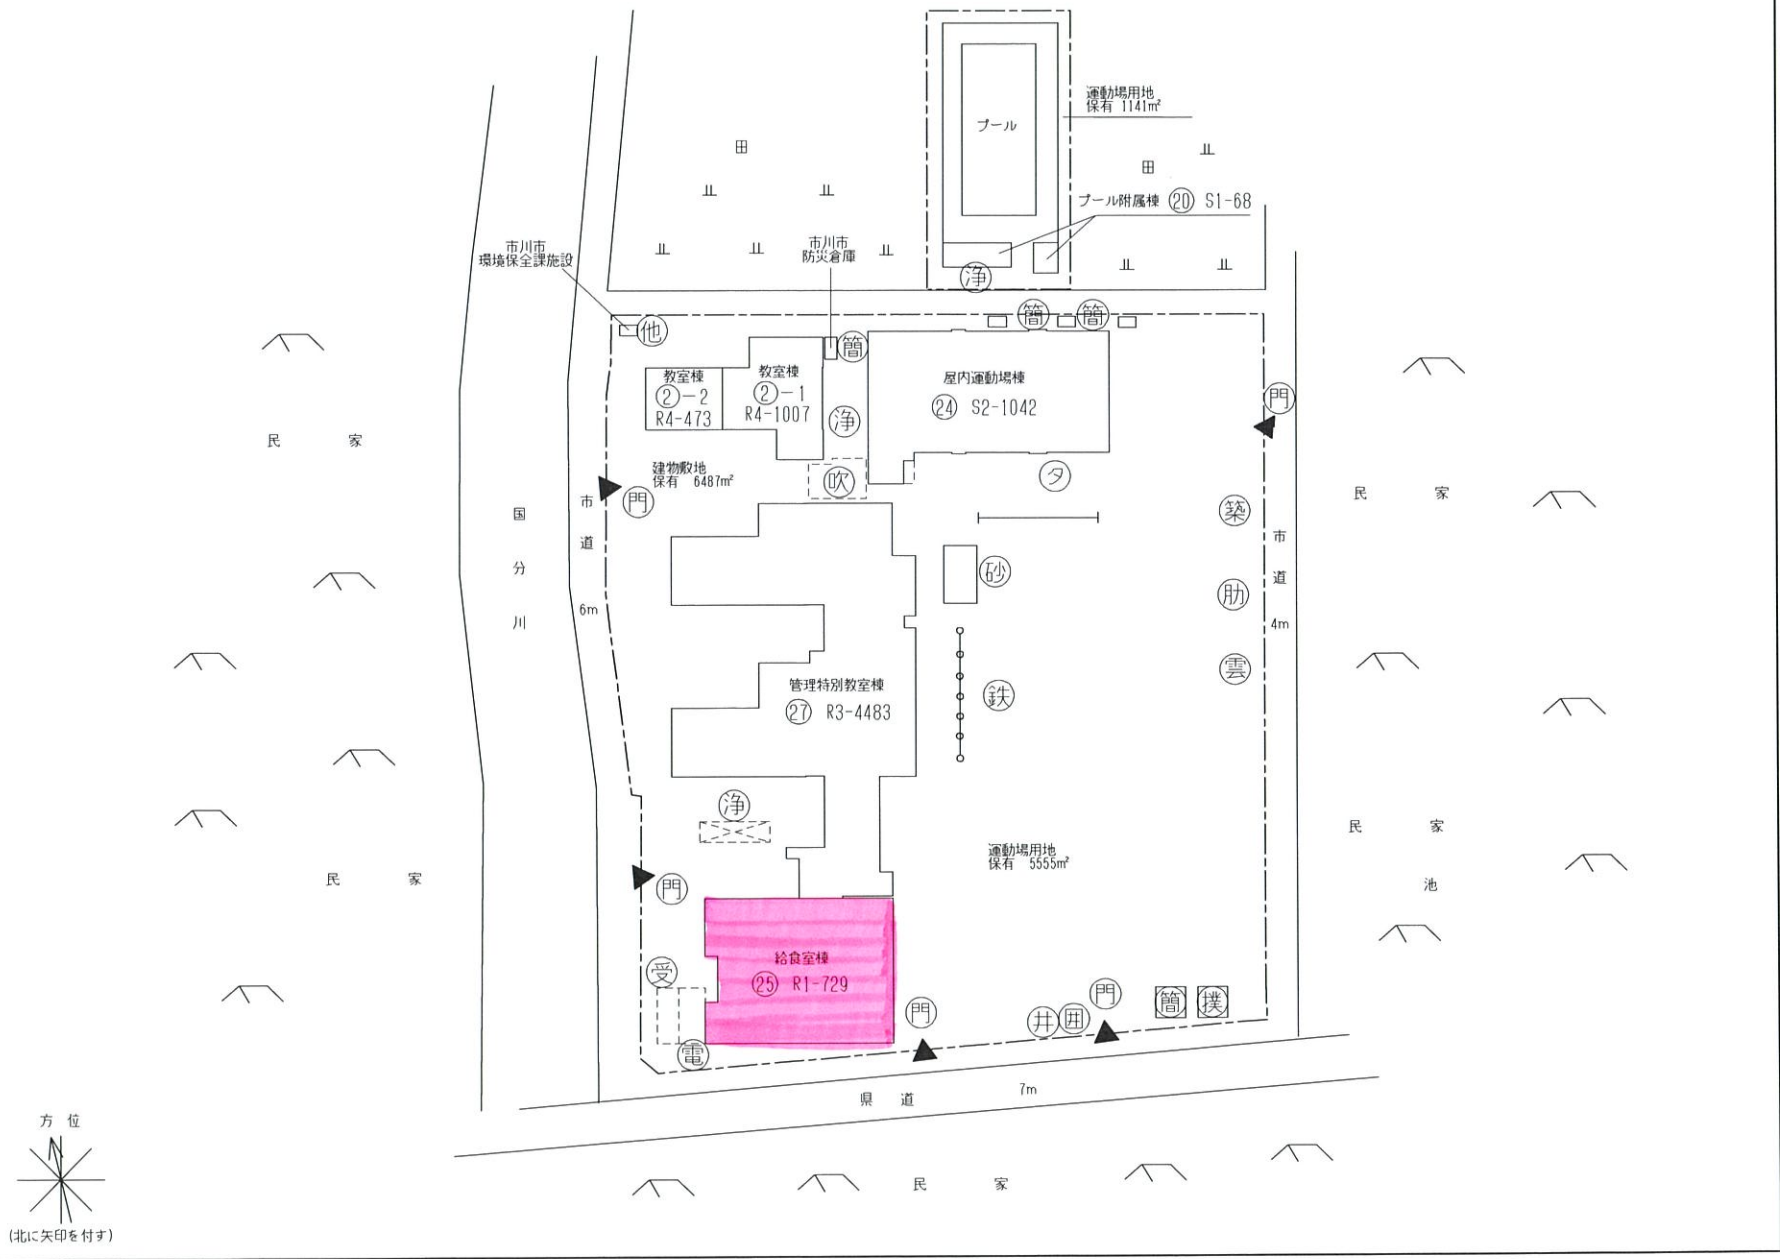 プール
運動場用地
保有 1141㎡
田
田
プール附属棟 ⑳ S1-68
市川市
環境保全課施設
市川市
防災倉庫
浄
他
簡
簡
簡
教室棟
②-2
R4-473
教室棟
②-1
R4-1007
浄
屋内運動場棟
㉔ S2-1042
門
建物敷地
保有 6487㎡
門
吹
タ
民 家
国分川
市道
6m
砂
築
肋
雲
市道
4m
民 家
鉄
管理特別教室棟
㉗ R3-4483
浄
運動場用地
保有 5555㎡
民 家
池
民 家
門
受
給食室棟
㉕ R1-729
電
門
井
囲
門
簡
撲
県 道 7m
民 家
方 位
(北に矢印を付す)